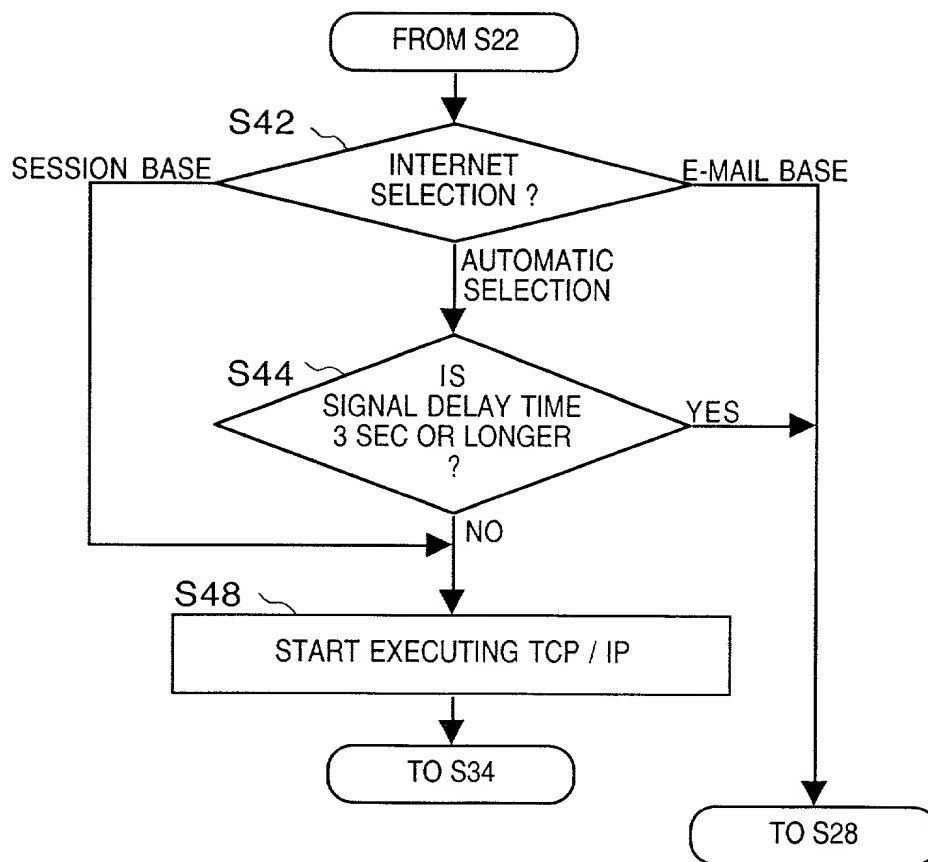 FROM S22
S42
SESSION BASE
INTERNET
SELECTION ?
E-MAIL BASE
AUTOMATIC
SELECTION
S44
IS
SIGNAL DELAY TIME
3 SEC OR LONGER
?
YES
NO
S48
START EXECUTING TCP / IP
TO S34
TO S28